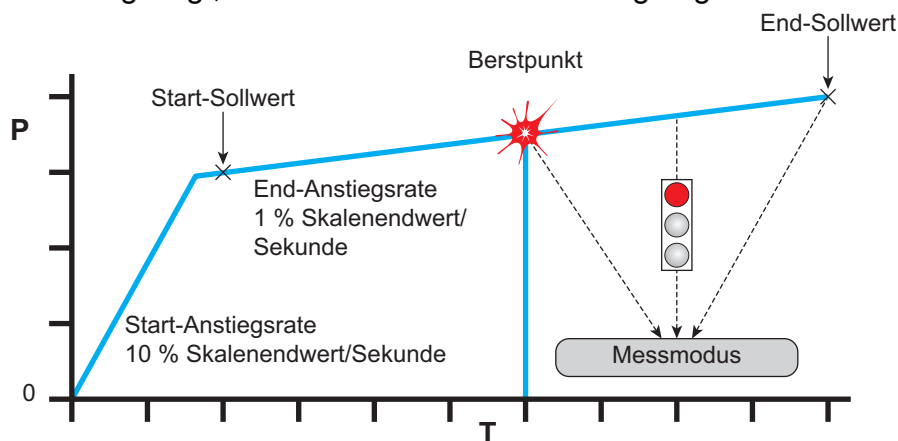 End-Sollwert
Berstpunkt
Start-Sollwert
P
End-Anstiegsrate
1 % Skalenendwert/
Sekunde
Start-Anstiegsrate
10 % Skalenendwert/Sekunde
Messmodus
0
T